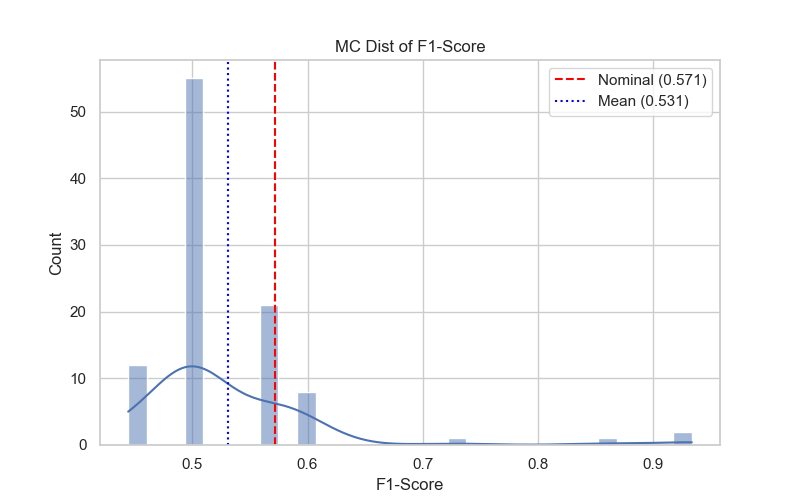 MC Dist of F1-Score
Nominal (0.571)
Mean (0.531)
50
40
30
20
10
0
Count
0.5 0.6 0.7 0.8 0.9
F1-Score